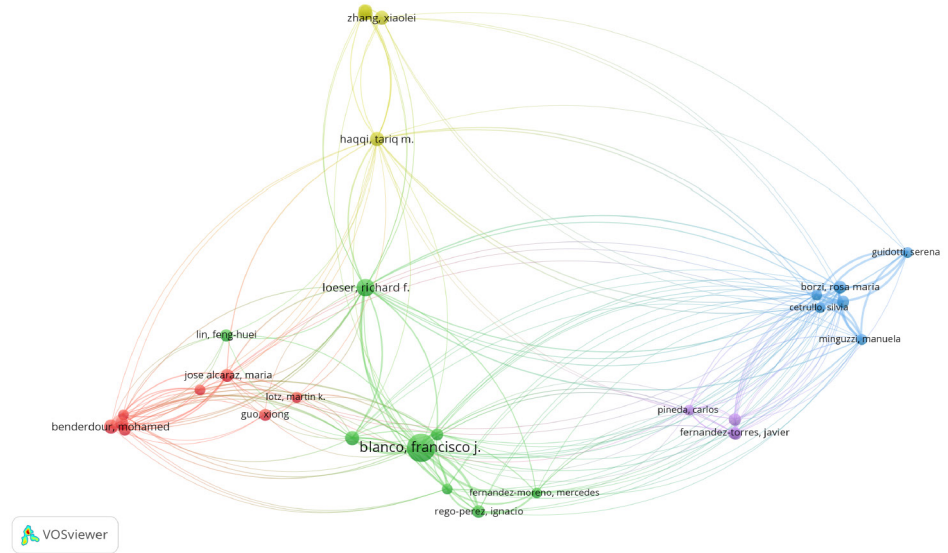 zhang, xiaolei
haqqi, tariq m.
guidotti, serena
loeser, richard f.
borzi, rosa maria
cetrullo, silvia
lin, feng-huei
minguzzi, manuela
jose alcaraz, maria
lotz, martin k.
pineda, carlos
guo, xiong
benderdour, mohamed
fernandez-torres, javier
blanco, francisco j.
fernandez-moreno, mercedes
rego-perez, ignacio
VOSviewer